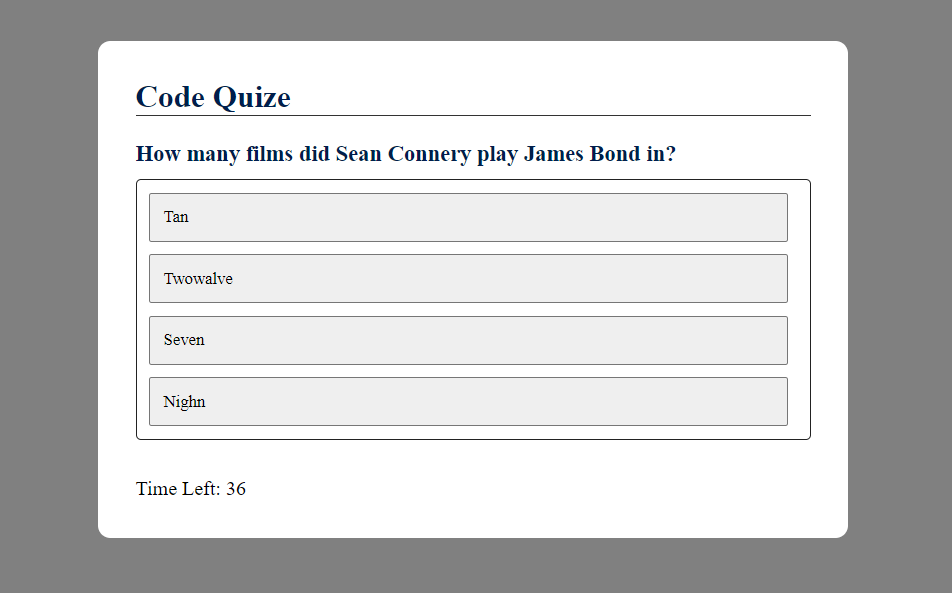 Code Quize
How many films did Sean Connery play James Bond in?
Tan
Twowalve
Seven
Nighn
Time Left: 36